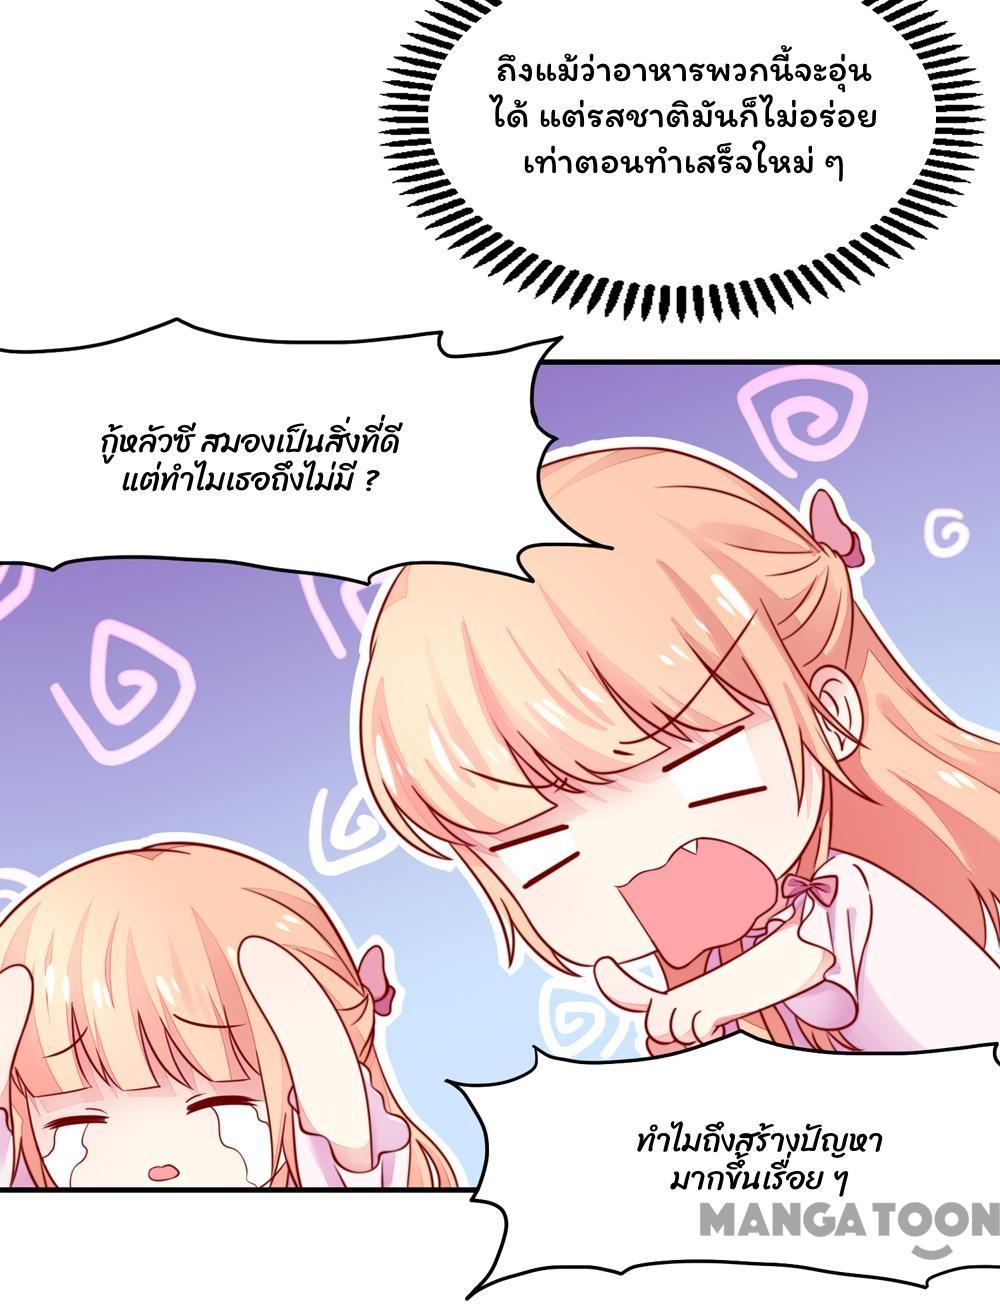 ถึงแม้ว่าอาหารพวกนี้จะอุ่น
ได้ แต่รสชาติมันก็ไม่อร่อย
เท่าตอนทำเสร็จใหม่ ๆ
กู้หลัวซี สมองเป็นสิ่งที่ดี
แต่ทำไมเธอถึงไม่มี ?
ทำไมถึงสร้างปัญหา
มากขึ้นเรื่อย ๆ
MANGATOON